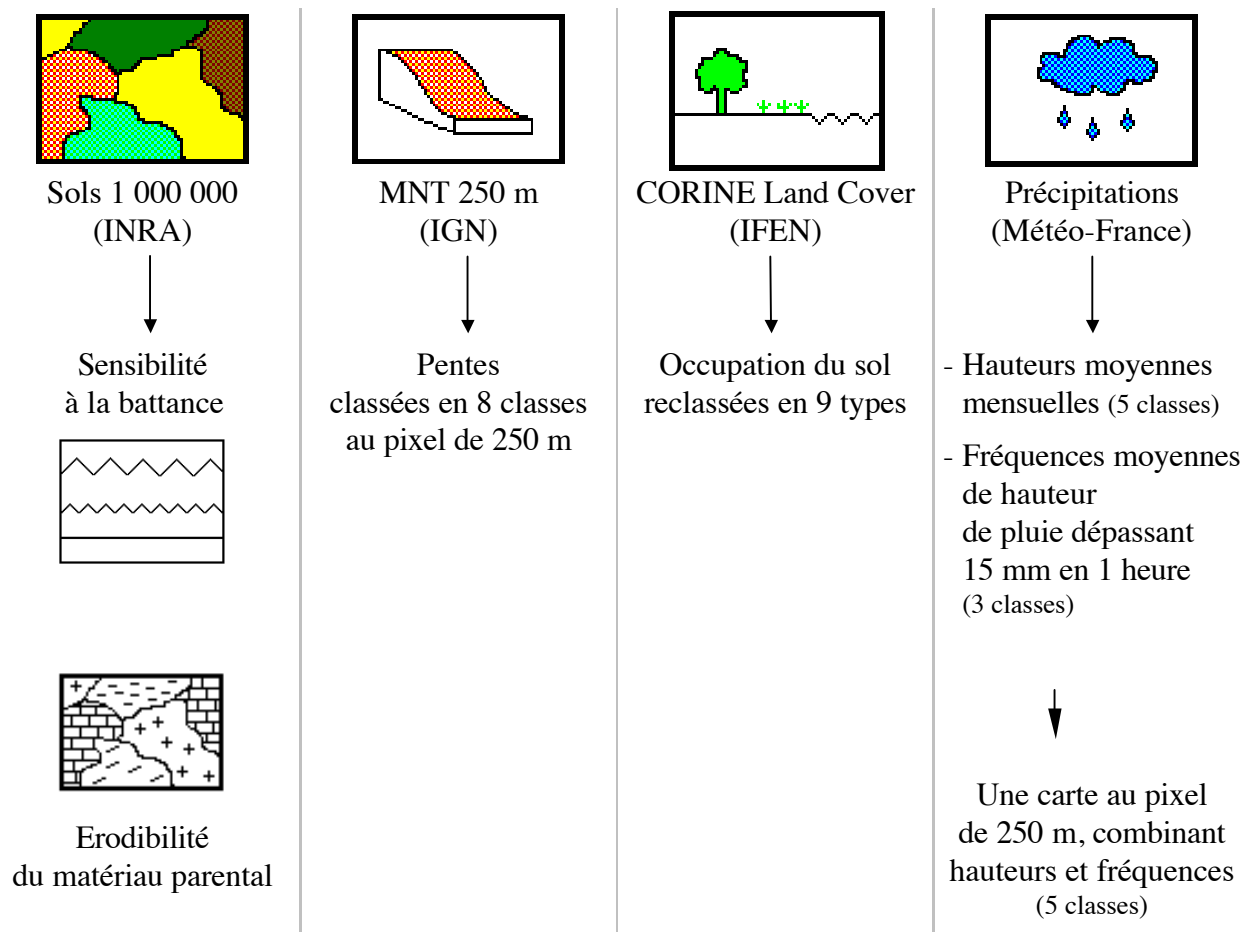 Sols 1 000 000
(INRA)
Sensibilité
à la battance
Erodibilité
du matériau parental
MNT 250 m
(IGN)
Pentes
classées en 8 classes
au pixel de 250 m
CORINE Land Cover
(IFEN)
Occupation du sol
reclassées en 9 types
Précipitations
(Météo-France)
- Hauteurs moyennes
mensuelles (5 classes)
- Fréquences moyennes
de hauteur
de pluie dépassant
15 mm en 1 heure
(3 classes)
Une carte au pixel
de 250 m, combinant
hauteurs et fréquences
(5 classes)